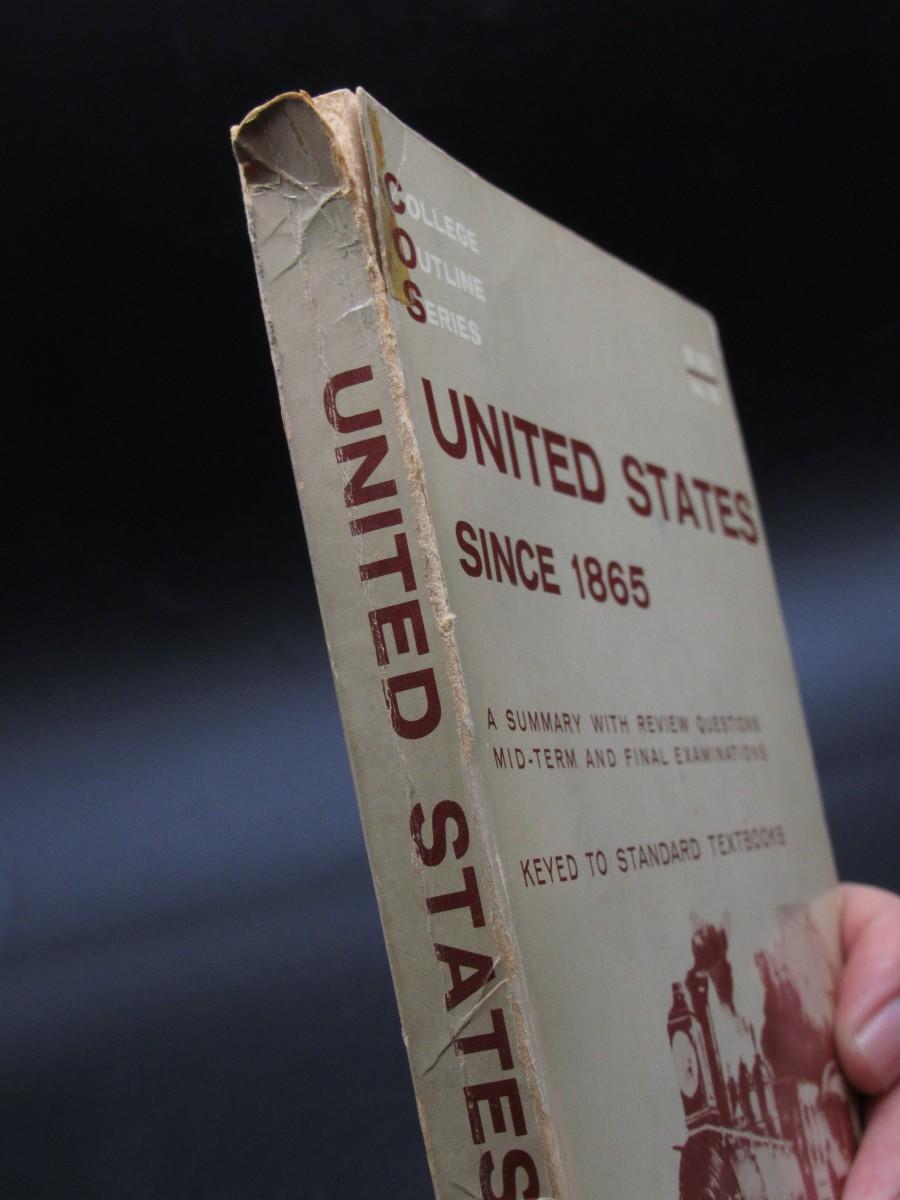 UNITED STATES
COLLEGE
OUTLINE
SERIES
UNITED STATES
SINCE 1865
A SUMMARY WITH REVIEW QUESTIONS
MID-TERM AND FINAL EXAMINATIONS
KEYED TO STANDARD TEXTBOOKS